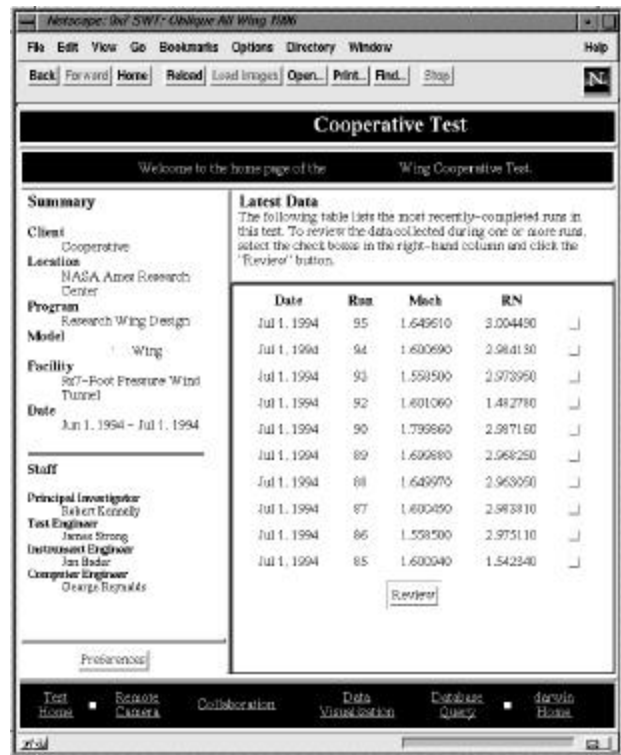 Netscape: 9x7 SWT: Oblique All Wing 1996
File Edit View Go Bookmarks Options Directory Window Help
Back Forward Home Reload Load Images Open... Print... Find... Stop
N
Cooperative Test
Welcome to the home page of the Wing Cooperative Test.
Summary
Client
Cooperative
Location
NASA Ames Research
Center
Program
Research Wing Design
Model
Wing
Facility
9x7-Foot Pressure Wind
Tunnel
Date
Jun 1, 1994 - Jul 1, 1994
Staff
Principal Investigator
Robert Kennelly
Test Engineer
James Strong
Instrument Engineer
Jon Bader
Computer Engineer
George Reynolds
Preferences
Latest Data
The following table lists the most recently-completed runs in
this test. To review the data collected during one or more runs,
select the check boxes in the right-hand column and click the
"Review" button.
Date Run Mach RN
Jul 1, 1994 95 1.649610 3.004490
Jul 1, 1994 94 1.600690 2.984130
Jul 1, 1994 93 1.558500 2.973950
Jul 1, 1994 92 1.601060 1.482780
Jul 1, 1994 90 1.799860 2.987160
Jul 1, 1994 89 1.699880 2.968250
Jul 1, 1994 88 1.649970 2.963050
Jul 1, 1994 87 1.600450 2.983810
Jul 1, 1994 86 1.558500 2.975110
Jul 1, 1994 85 1.600940 1.542340
Review
Test Home Remote Camera Collaboration Data Visualization Database Query darwin Home